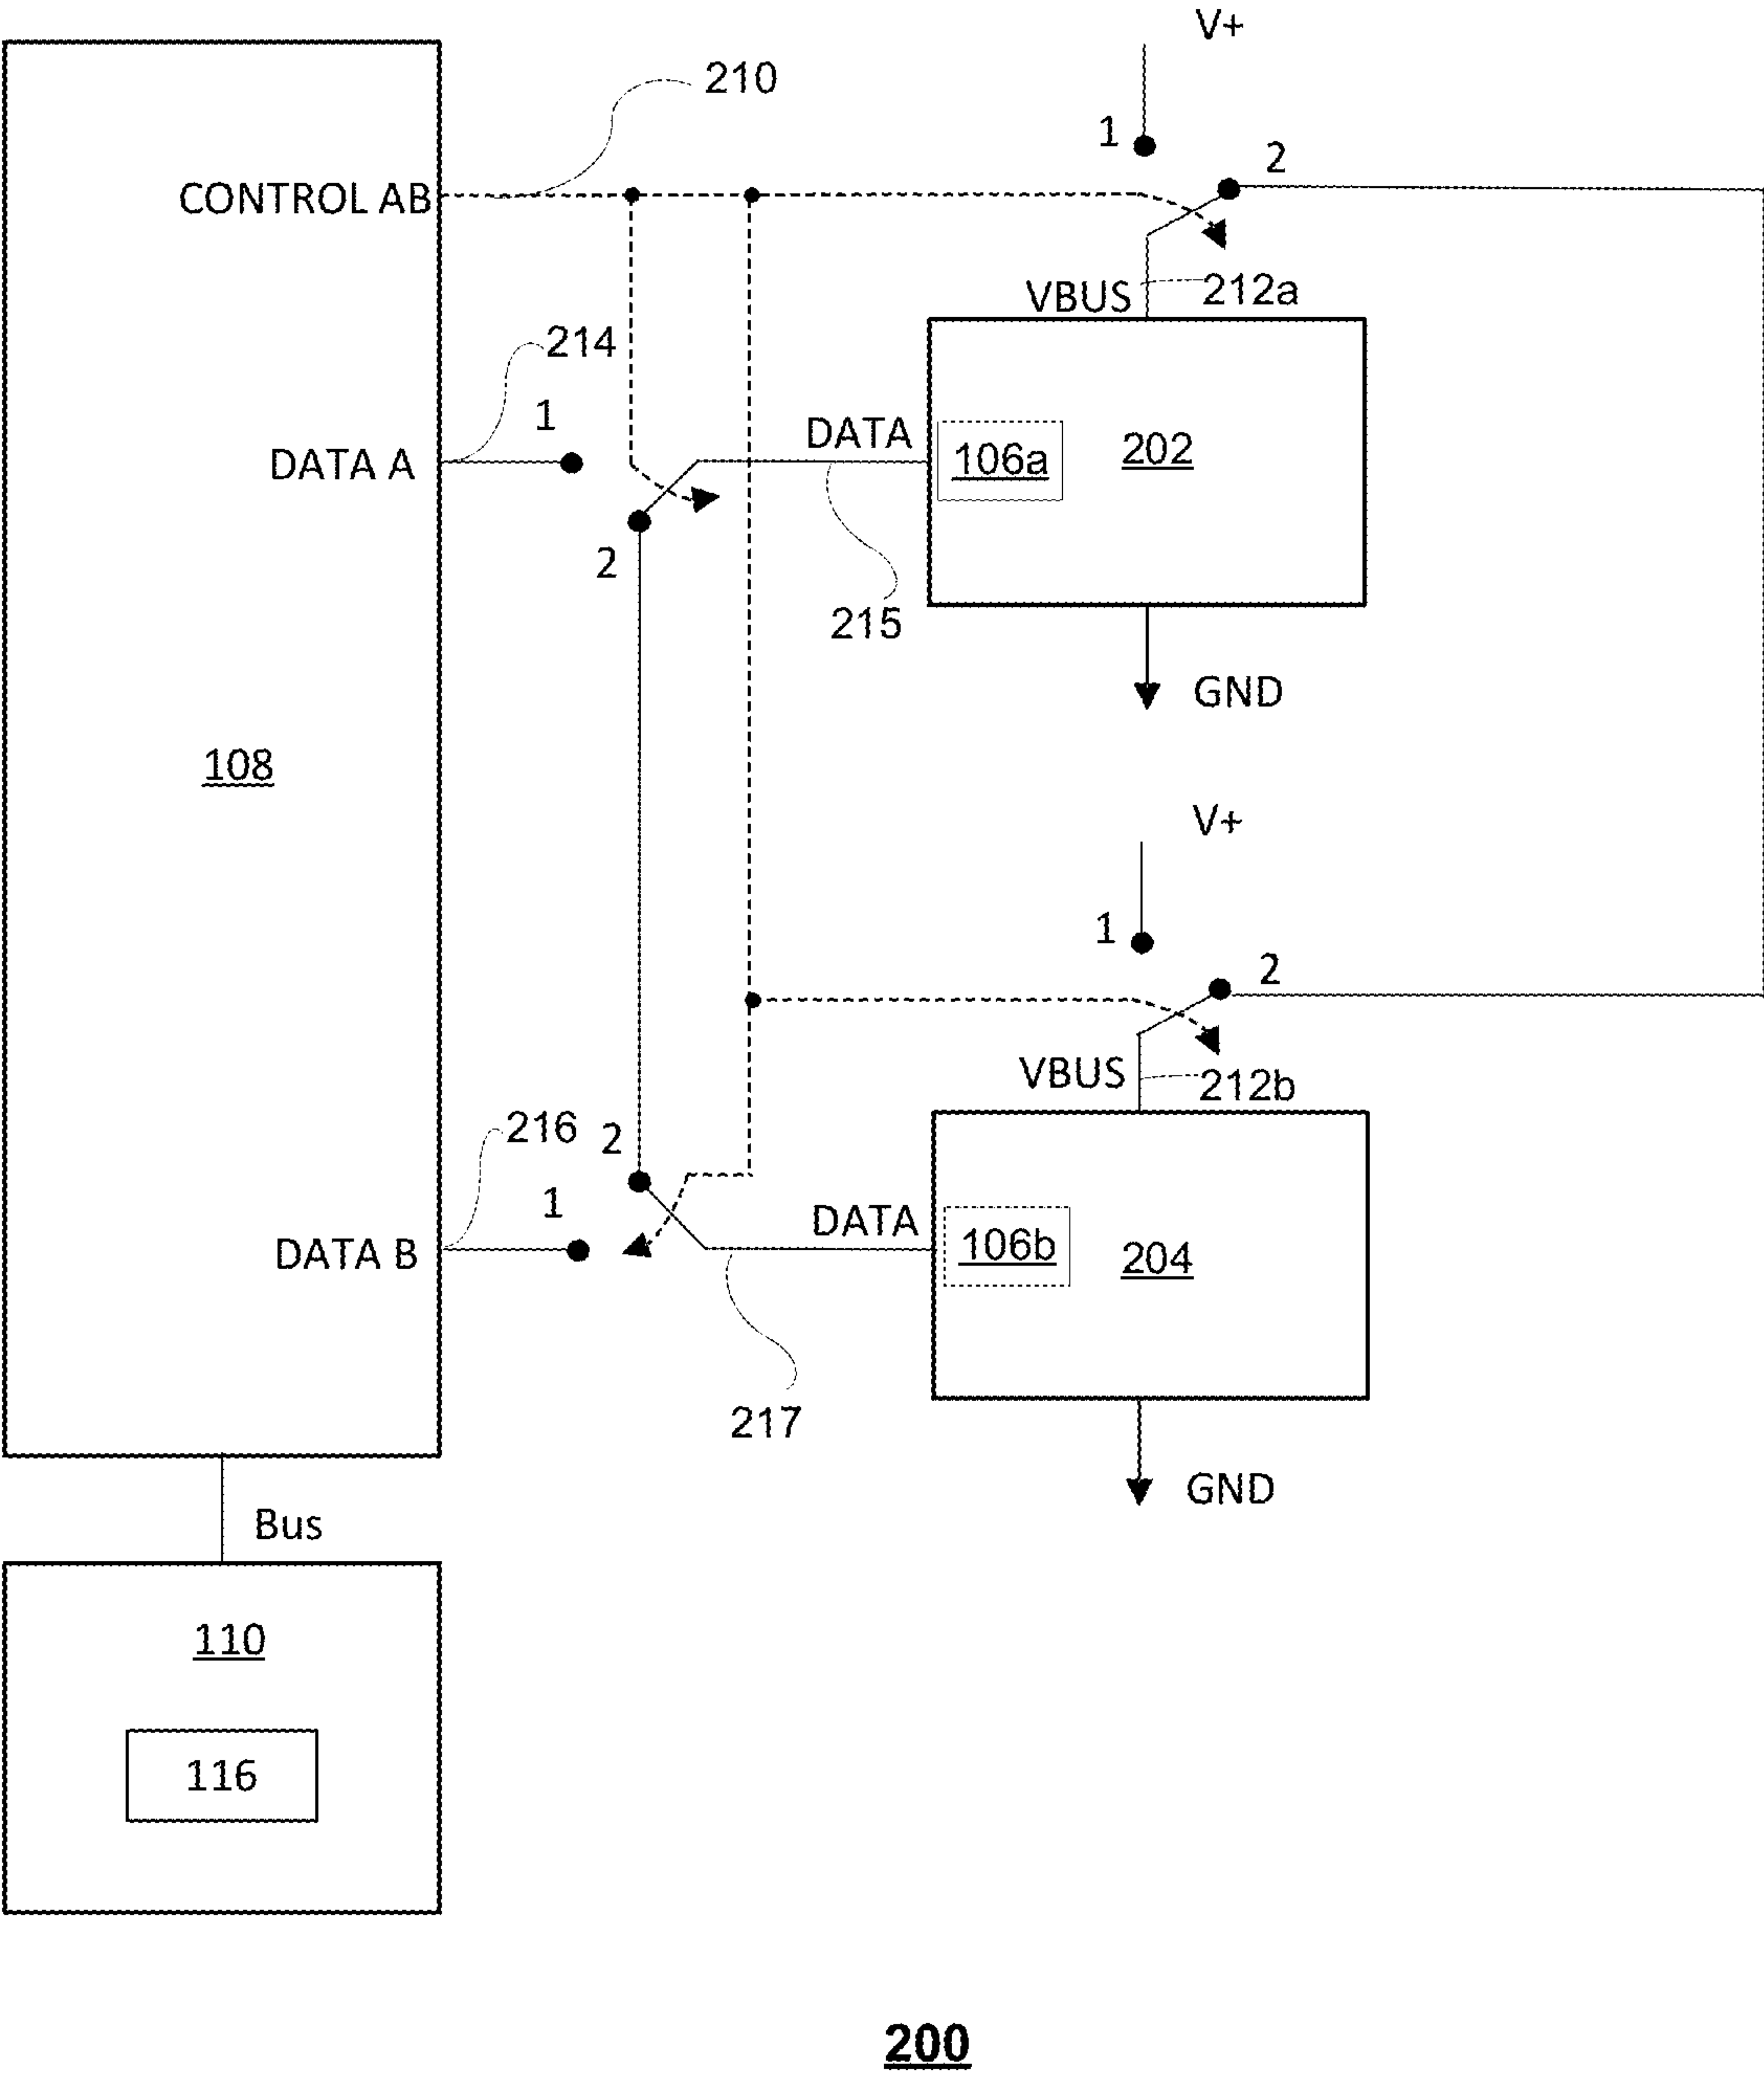 V+
210
1
2
CONTROL AB
VBUS
212a
214
1
DATA A
DATA
106a
202
2
215
GND
108
V+
1
2
VBUS
212b
216
2
1
DATA B
DATA
106b
204
217
GND
Bus
110
116
200